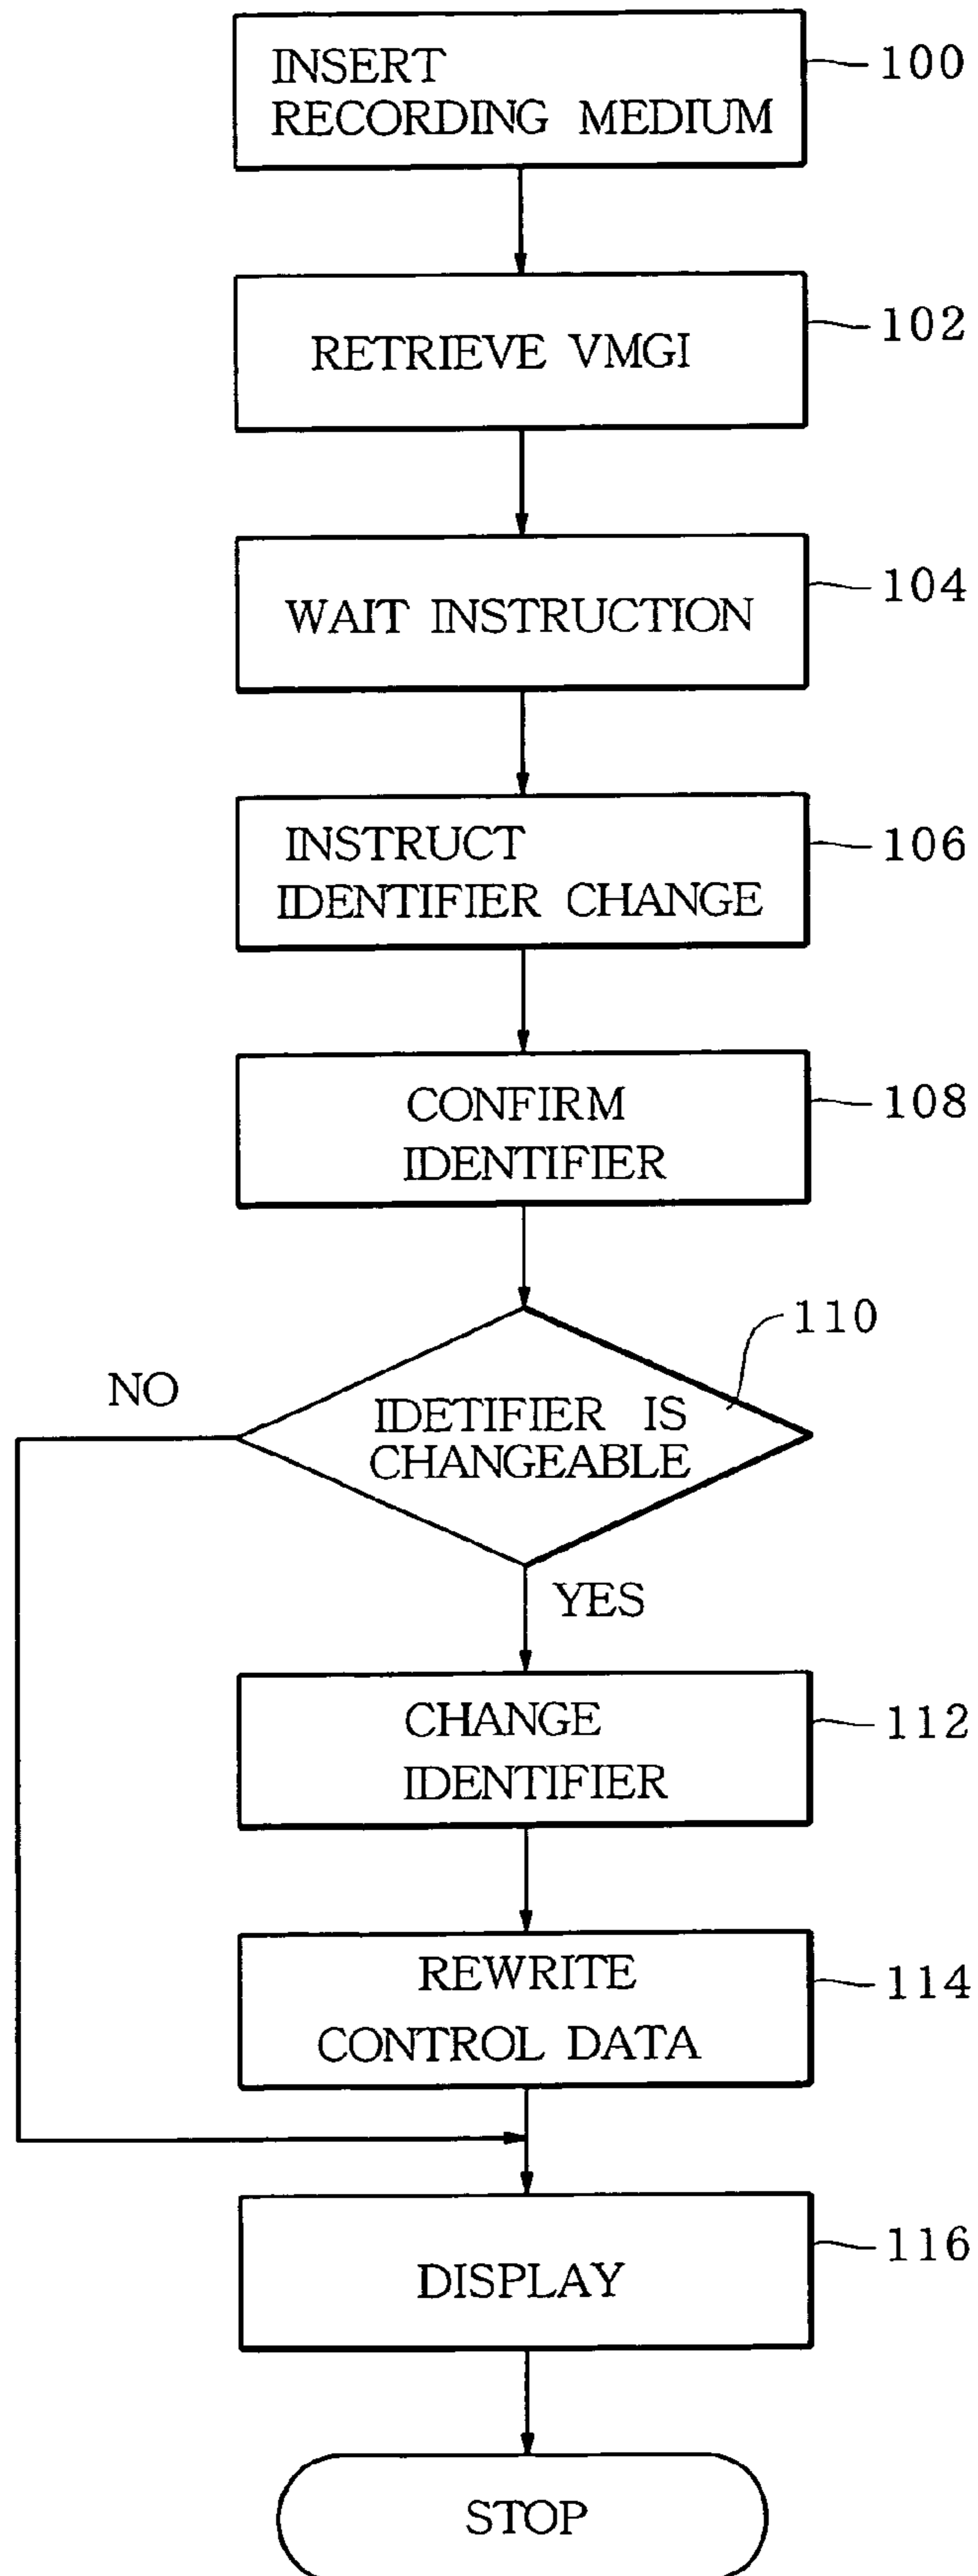 INSERT
RECORDING MEDIUM
100
RETRIEVE VMGI
102
WAIT INSTRUCTION
104
INSTRUCT
IDENTIFIER CHANGE
106
CONFIRM
IDENTIFIER
108
110
NO
IDETIFIER IS
CHANGEABLE
YES
CHANGE
IDENTIFIER
112
REWRITE
CONTROL DATA
114
DISPLAY
116
STOP